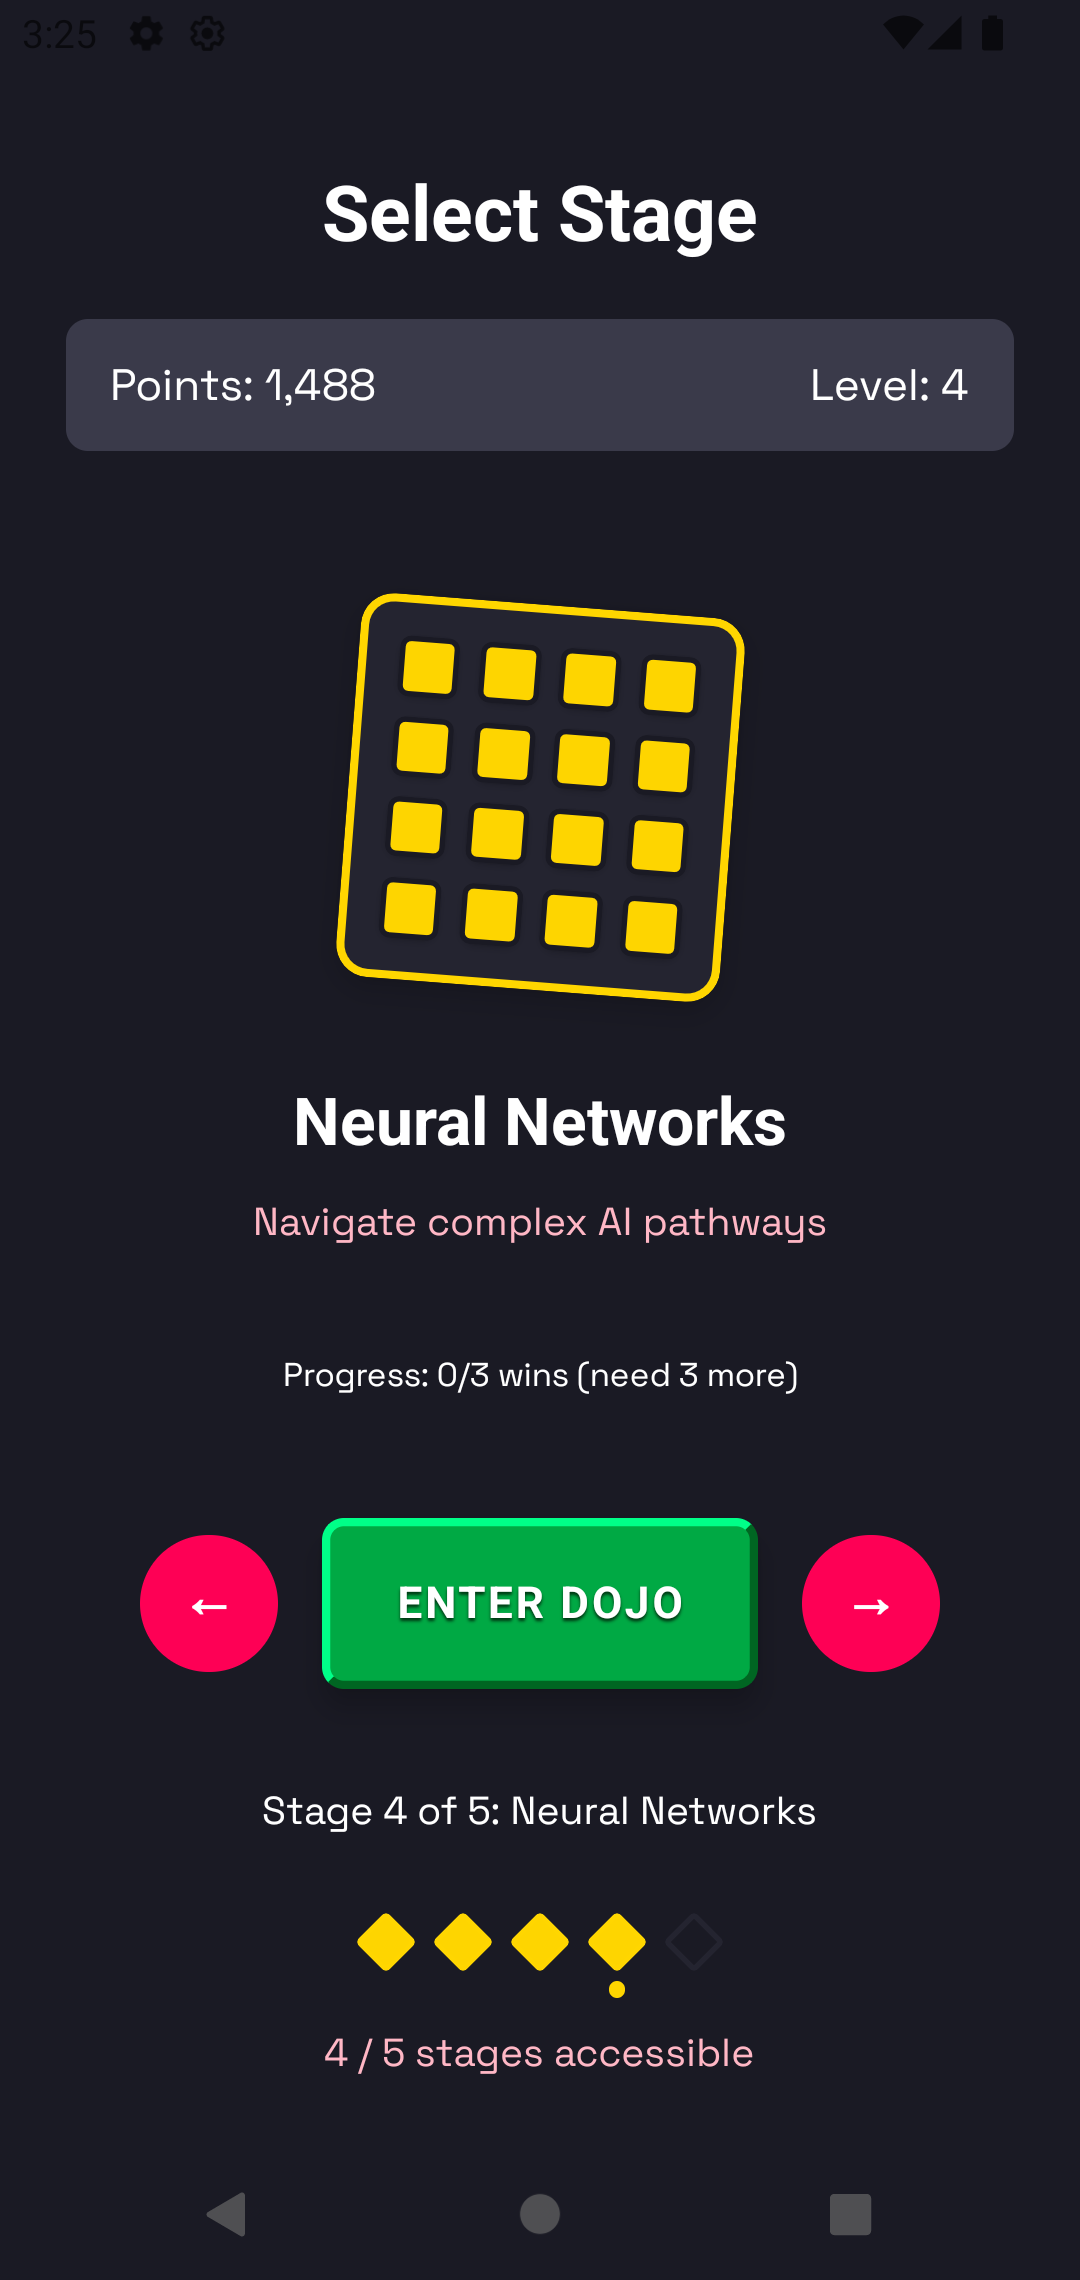 3:25
Select Stage
Points: 1,488
Level: 4
Neural Networks
Navigate complex AI pathways
Progress: 0/3 wins (need 3 more)
←
ENTER DOJO
→
Stage 4 of 5: Neural Networks
4 / 5 stages accessible